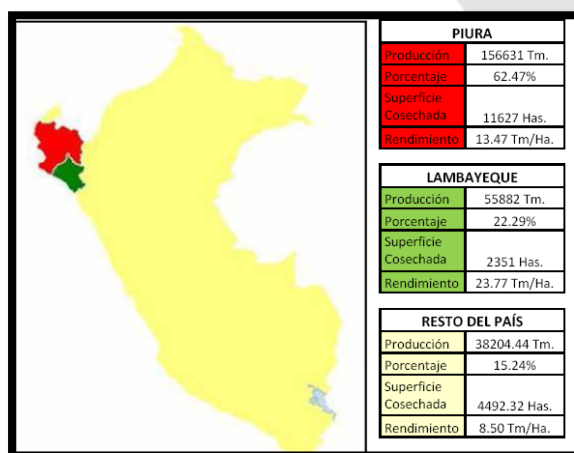 PIURA
Producción 156631 Tm.
Porcentaje 62.47%
Superficie
Cosechada 11627 Has.
Rendimiento 13.47 Tm/Ha.
LAMBAYEQUE
Producción 55882 Tm.
Porcentaje 22.29%
Superficie
Cosechada 2351 Has.
Rendimiento 23.77 Tm/Ha.
RESTO DEL PAÍS
Producción 38204.44 Tm.
Porcentaje 15.24%
Superficie
Cosechada 4492.32 Has.
Rendimiento 8.50 Tm/Ha.